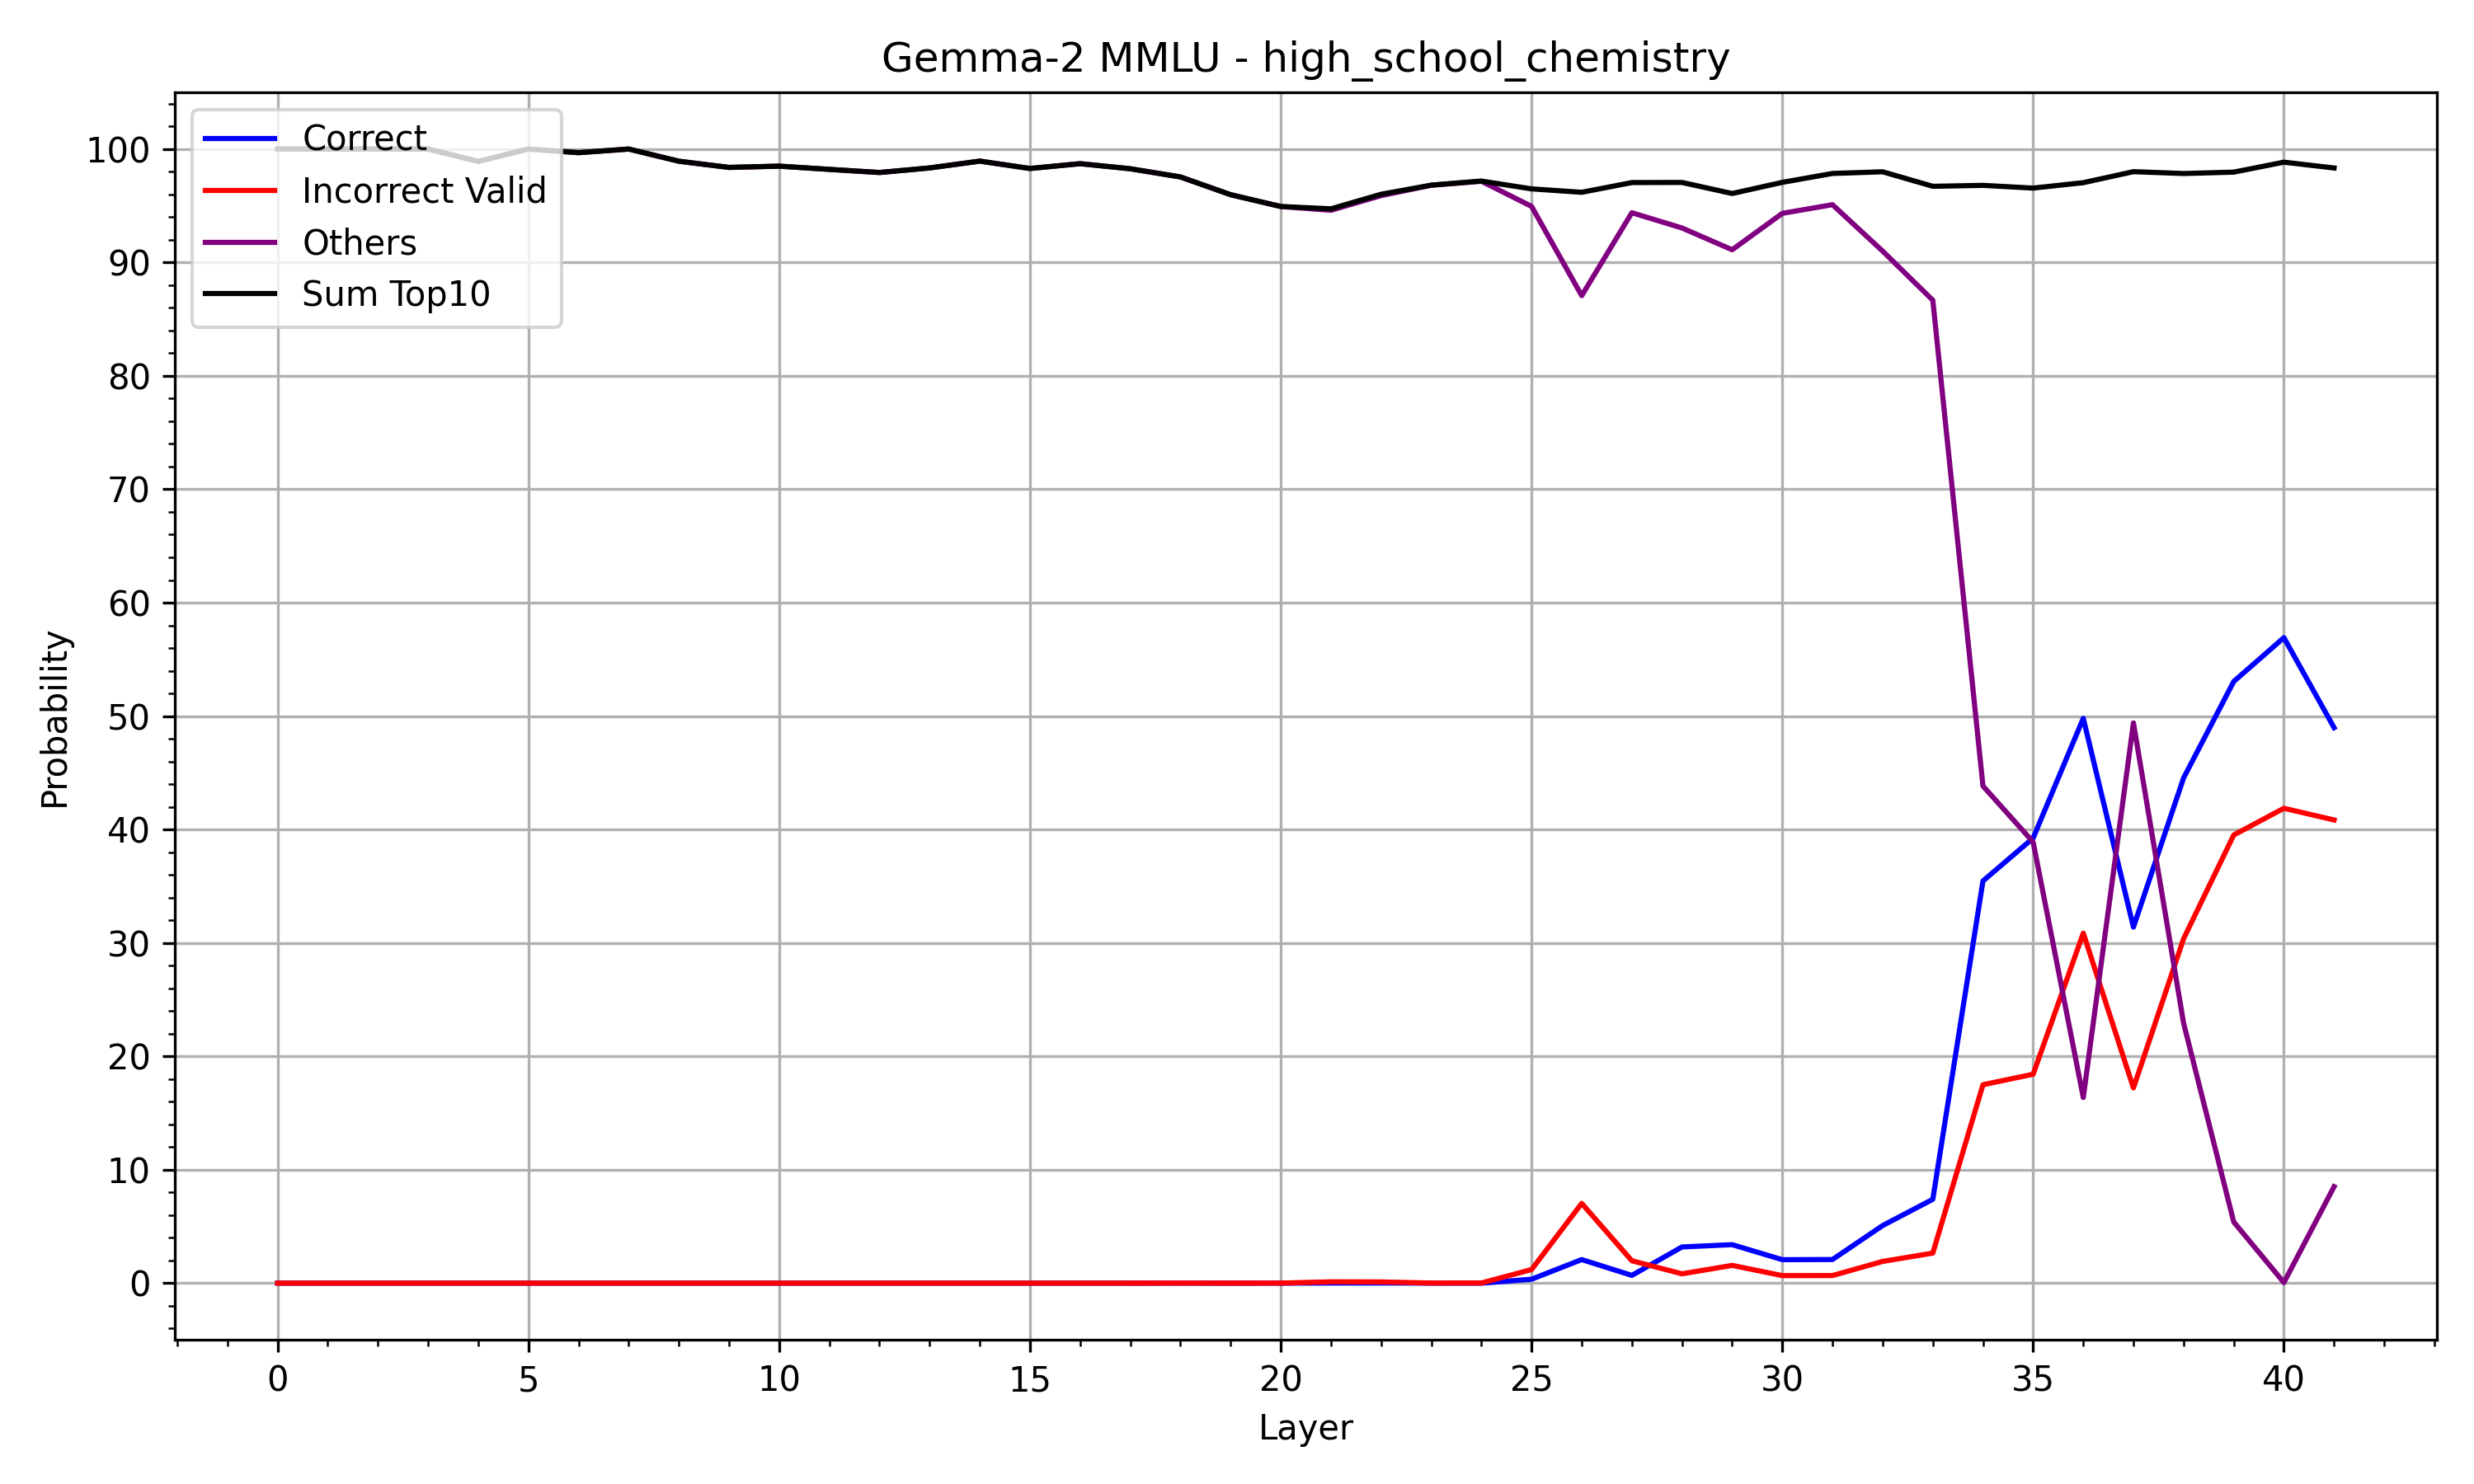 Gemma-2 MMLU - high_school_chemistry
Correct
Incorrect Valid
Others
Sum Top10
100
90
80
70
60
50
40
30
20
10
0
Probability
0 5 10 15 20 25 30 35 40
Layer